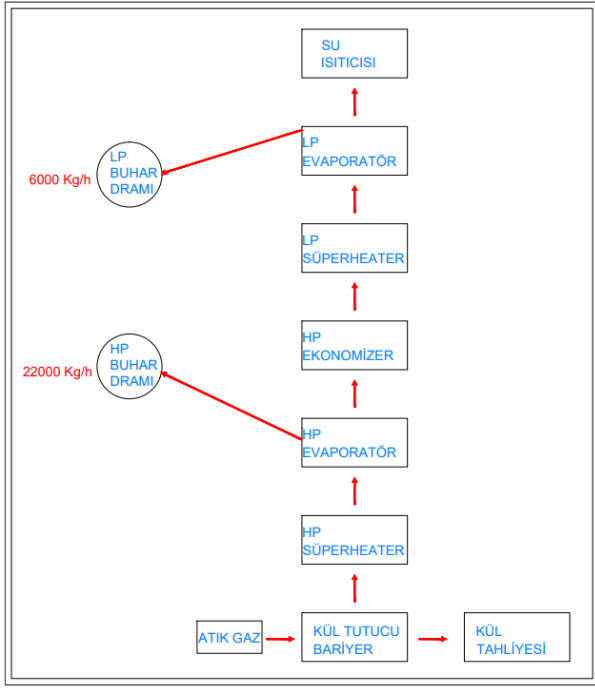 SU
ISITICISI
LP
EVAPORATÖR
LP
BUHAR
DRAMI
6000 Kg/h
LP
SÜPERHEATER
HP
EKONOMİZER
HP
BUHAR
DRAMI
22000 Kg/h
HP
EVAPORATÖR
HP
SÜPERHEATER
ATIK GAZ
KÜL TUTUCU
BARİYER
KÜL
TAHLİYESİ